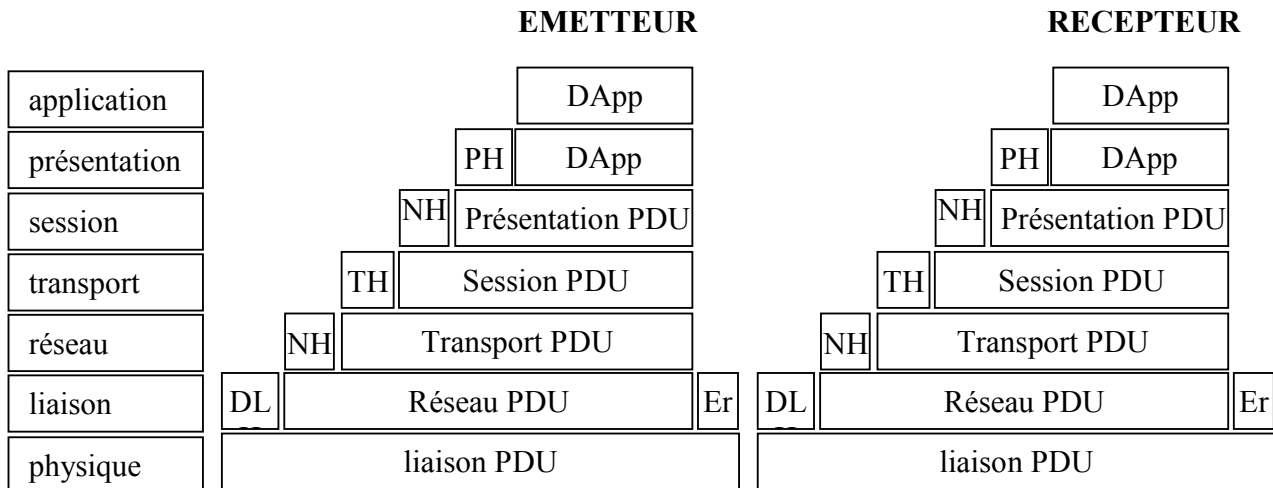 EMETTEUR RECEPTEUR
application DApp DApp
présentation PH DApp PH DApp
session NH Présentation PDU NH Présentation PDU
transport TH Session PDU TH Session PDU
réseau NH Transport PDU NH Transport PDU
liaison DL Réseau PDU Er DL Réseau PDU Er
physique liaison PDU liaison PDU